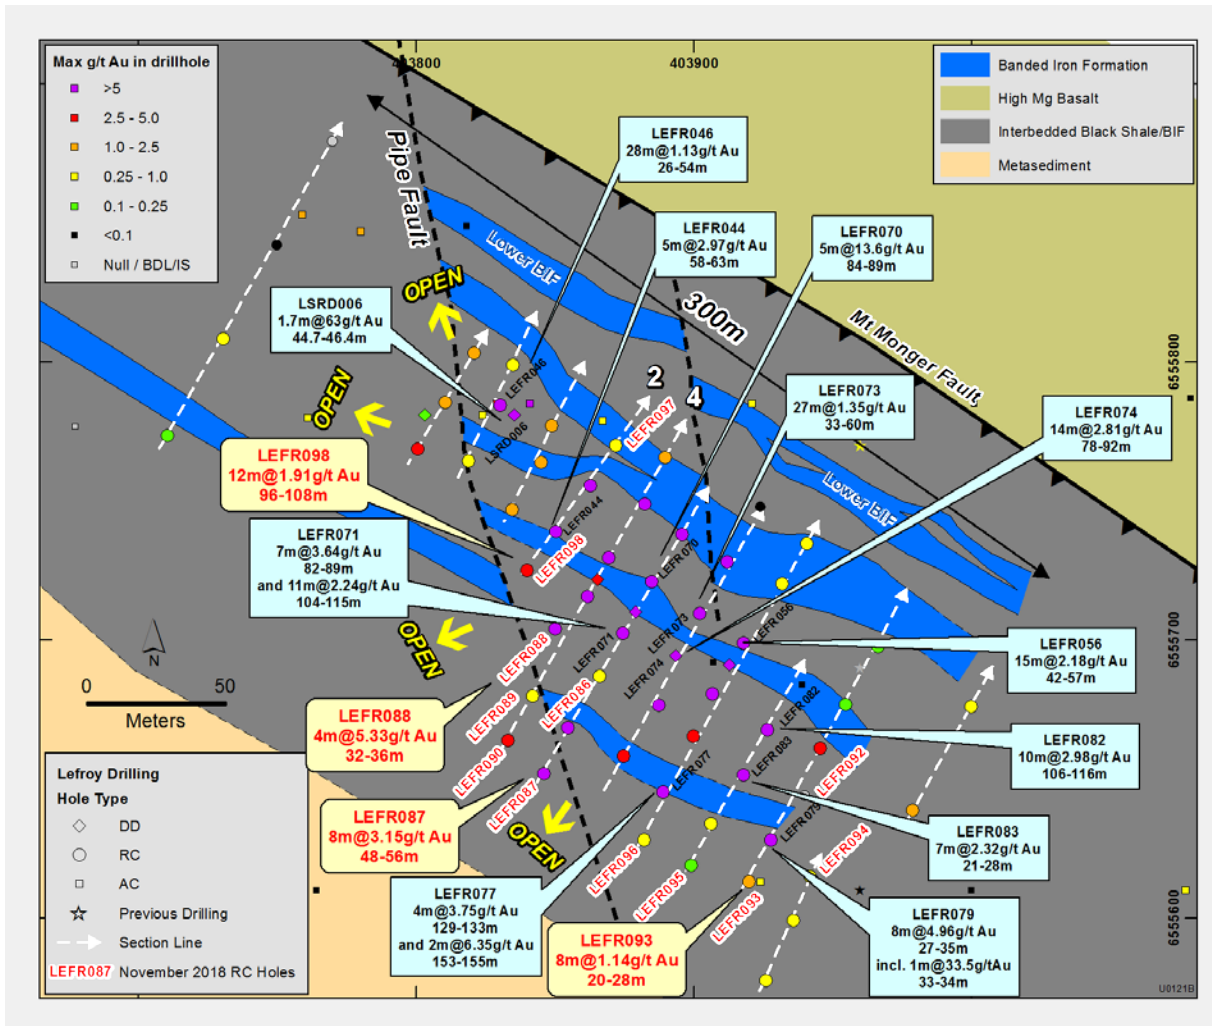 Max g/t Au in drillhole
>5
2.5 - 5.0
1.0 - 2.5
0.25 - 1.0
0.1 - 0.25
<0.1
Null / BDL/IS
403800
403900
Banded Iron Formation
High Mg Basalt
Interbedded Black Shale/BIF
Metasediment
Pipe Fault
LEFR046
28m@1.13g/t Au
26-54m
LEFR044
5m@2.97g/t Au
58-63m
LEFR070
5m@13.6g/t Au
84-89m
Lower BIF
OPEN
LSRD006
1.7m@63g/t Au
44.7-46.4m
300m
Mt Monger Fault
6555800
OPEN
2
4
LEFR046
LEFR097
LSRD006
LEFR073
27m@1.35g/t Au
33-60m
LEFR074
14m@2.81g/t Au
78-92m
LEFR098
12m@1.91g/t Au
96-108m
Lower BIF
LEFR044
LEFR098
LEFR070
LEFR071
7m@3.64g/t Au
82-89m
and 11m@2.24g/t Au
104-115m
OPEN
LEFR088
LEFR071
LEFR073
LEFR056
LEFR074
6555700
LEFR056
15m@2.18g/t Au
42-57m
N
0
50
Meters
LEFR089
LEFR086
LEFR082
LEFR088
4m@5.33g/t Au
32-36m
LEFR090
LEFR087
LEFR077
LEFR083
LEFR092
LEFR082
10m@2.98g/t Au
106-116m
Lefroy Drilling
Hole Type
DD
RC
AC
Previous Drilling
Section Line
LEFR087
November 2018 RC Holes
LEFR087
8m@3.15g/t Au
48-56m
OPEN
LEFR079
LEFR094
LEFR083
7m@2.32g/t Au
21-28m
LEFR096
LEFR095
LEFR093
LEFR077
4m@3.75g/t Au
129-133m
and 2m@6.35g/t Au
153-155m
LEFR093
8m@1.14g/t Au
20-28m
LEFR079
8m@4.96g/t Au
27-35m
incl. 1m@33.5g/tAu
33-34m
6555600
U0121B